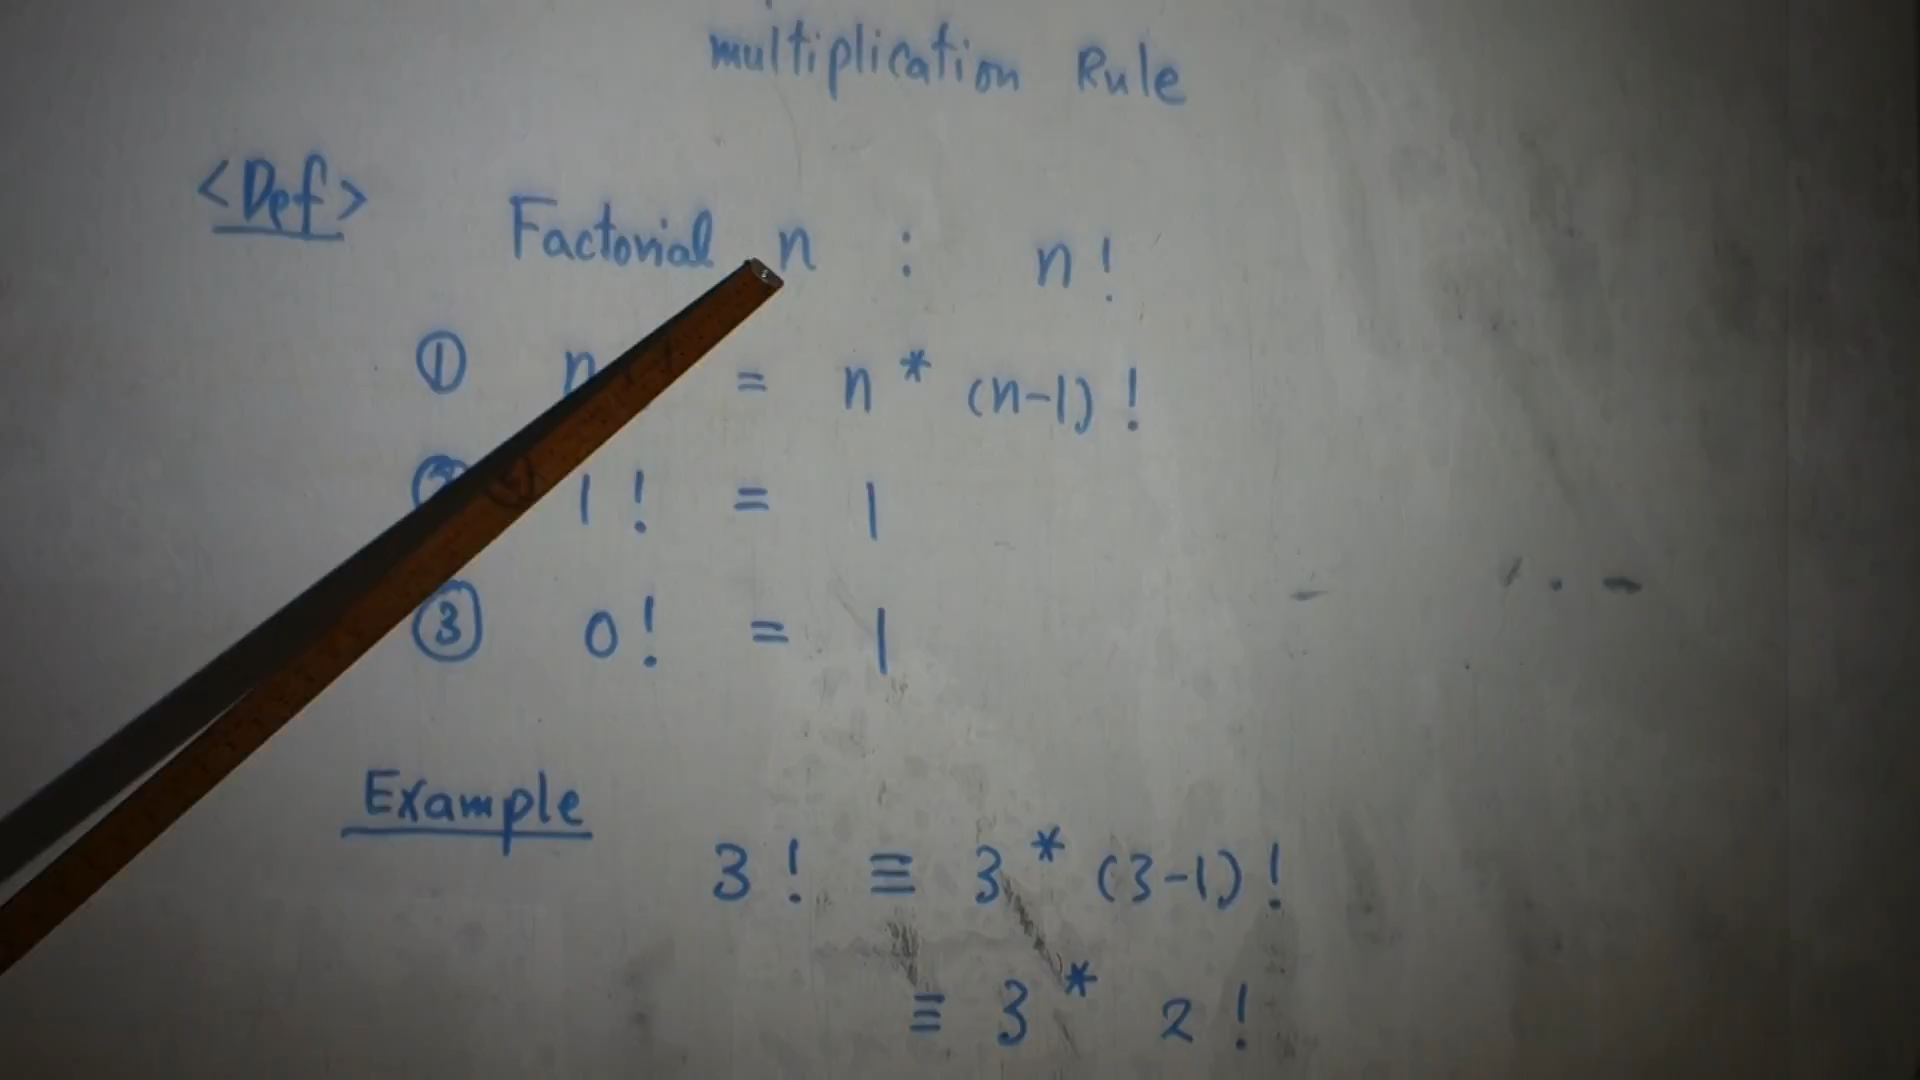 multiplication Rule
<Def>
Factorial n : n!
① n = n * (n-1)!
1! = 1
③ 0! = 1
Example
3! ≡ 3 * (3-1)!
≡ 3 * 2!